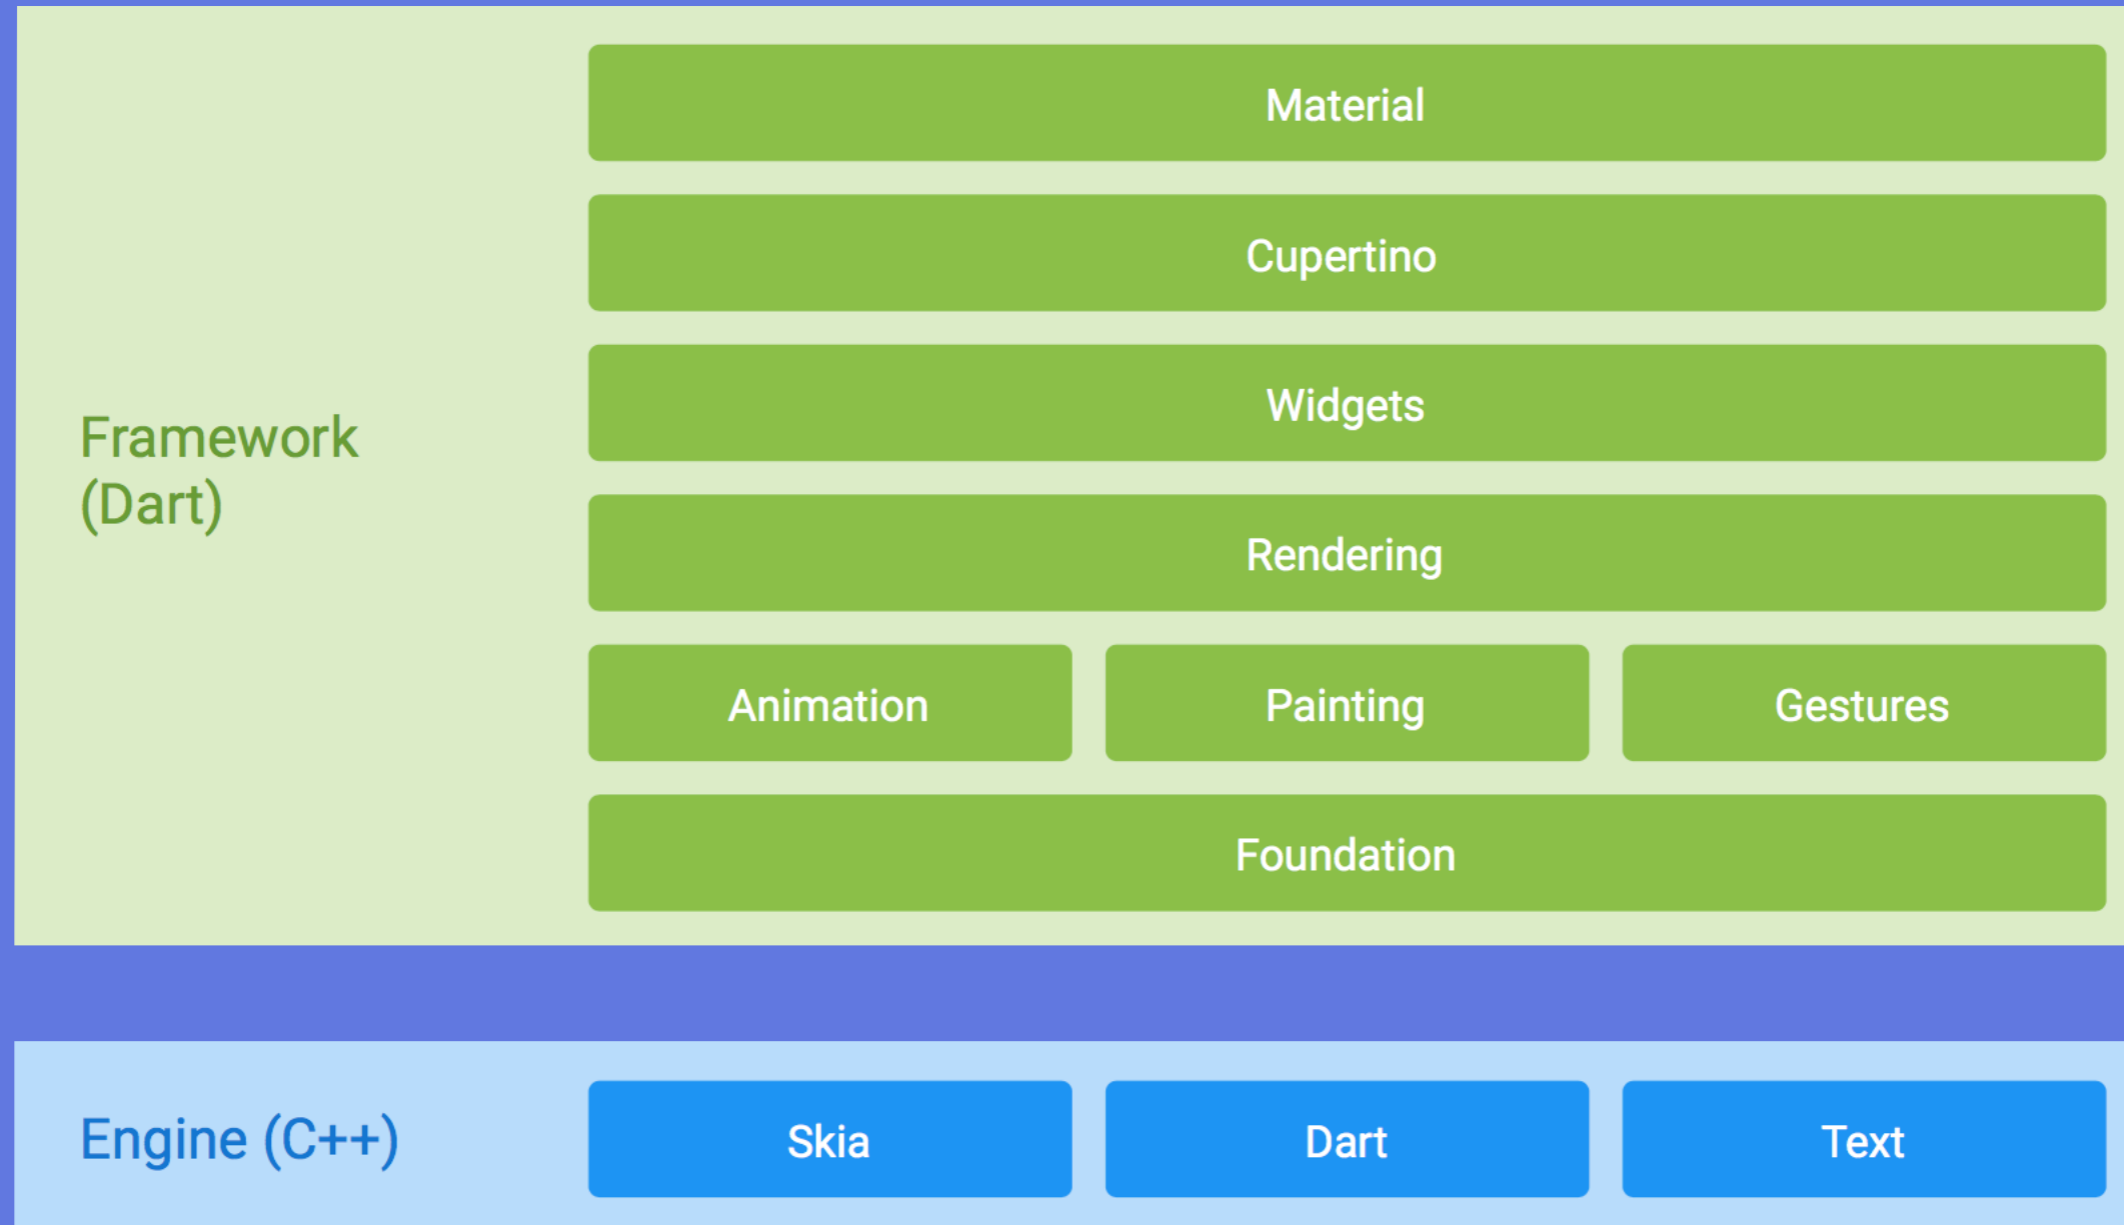 Material
Cupertino
Widgets
Framework
(Dart)
Rendering
Animation
Painting
Gestures
Foundation
Engine (C++)
Skia
Dart
Text